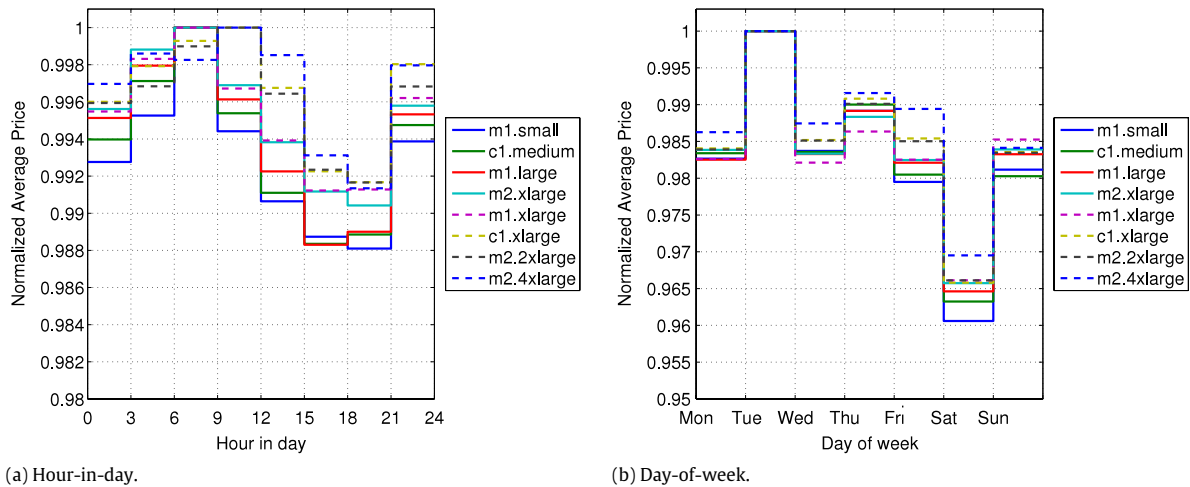 1
0.998
0.996
0.994
0.992
0.99
0.988
0.986
0.984
0.982
0.98
Normalized Average Price
0 3 6 9 12 15 18 21 24
Hour in day
m1.small
c1.medium
m1.large
m2.xlarge
m1.xlarge
c1.xlarge
m2.2xlarge
m2.4xlarge
(a) Hour-in-day.
1
0.995
0.99
0.985
0.98
0.975
0.97
0.965
0.96
0.955
0.95
Normalized Average Price
Mon Tue Wed Thu Fri Sat Sun
Day of week
m1.small
c1.medium
m1.large
m2.xlarge
m1.xlarge
c1.xlarge
m2.2xlarge
m2.4xlarge
(b) Day-of-week.